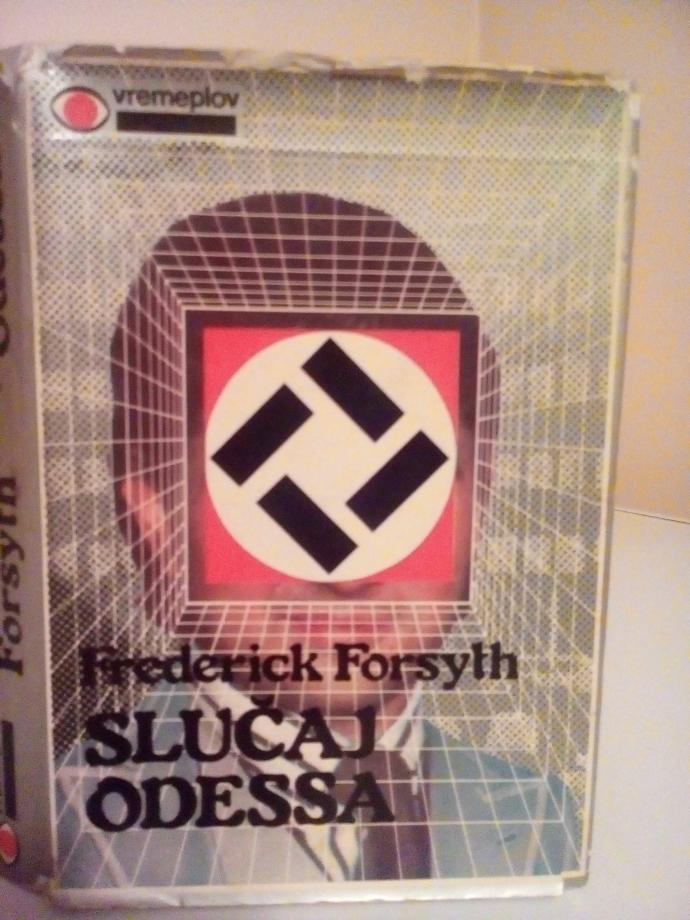 vremeplov
Frederick Forsyth
SLUČAJ
ODESSA
Forsyth